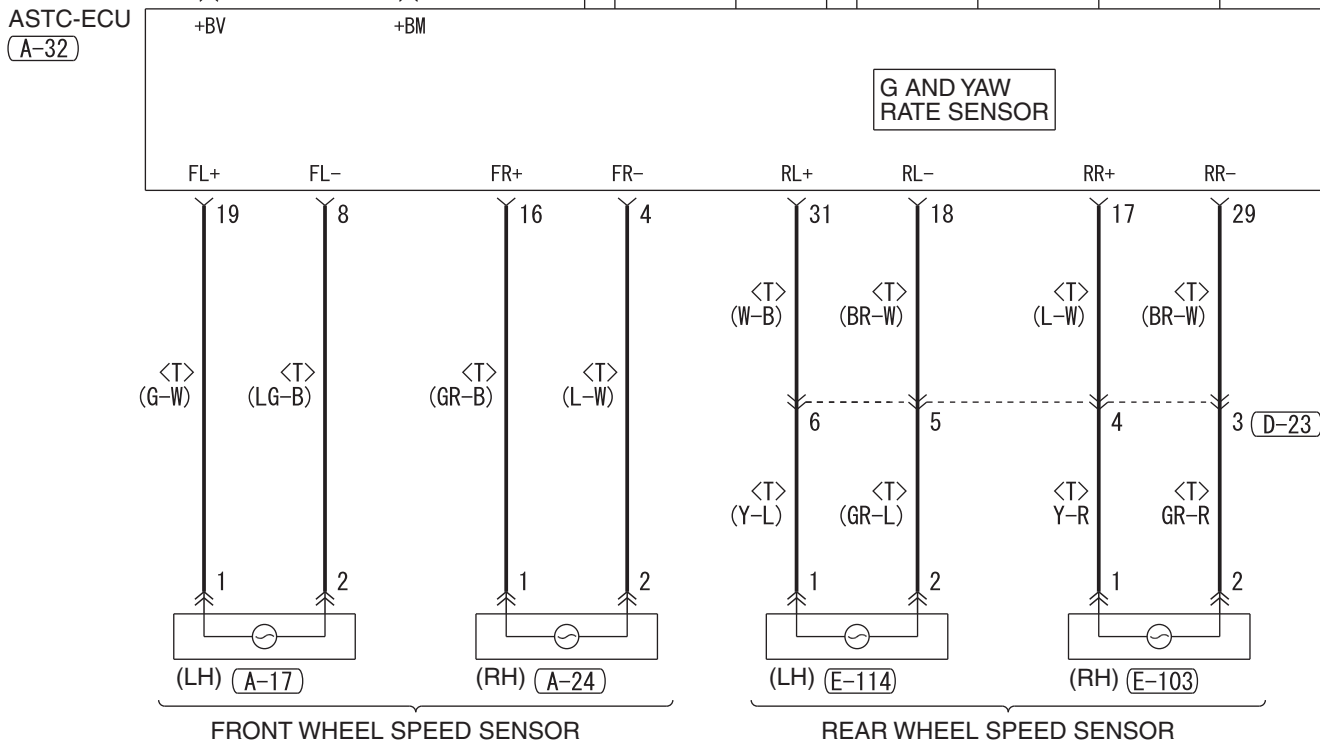 ASTC-ECU
A-32
+BV +BM
G AND YAW
RATE SENSOR
FL+ FL- FR+ FR- RL+ RL- RR+ RR-
19 8 16 4 31 18 17 29
<T> <T> <T> <T>
(W-B) (BR-W) (L-W) (BR-W)
<T> <T> <T> <T>
(G-W) (LG-B) (GR-B) (L-W)
6 5 4 3 D-23
<T> <T> <T> <T>
(Y-L) (GR-L) Y-R GR-R
1 2 1 2 1 2 1 2
(LH) A-17 (RH) A-24 (LH) E-114 (RH) E-103
FRONT WHEEL SPEED SENSOR REAR WHEEL SPEED SENSOR